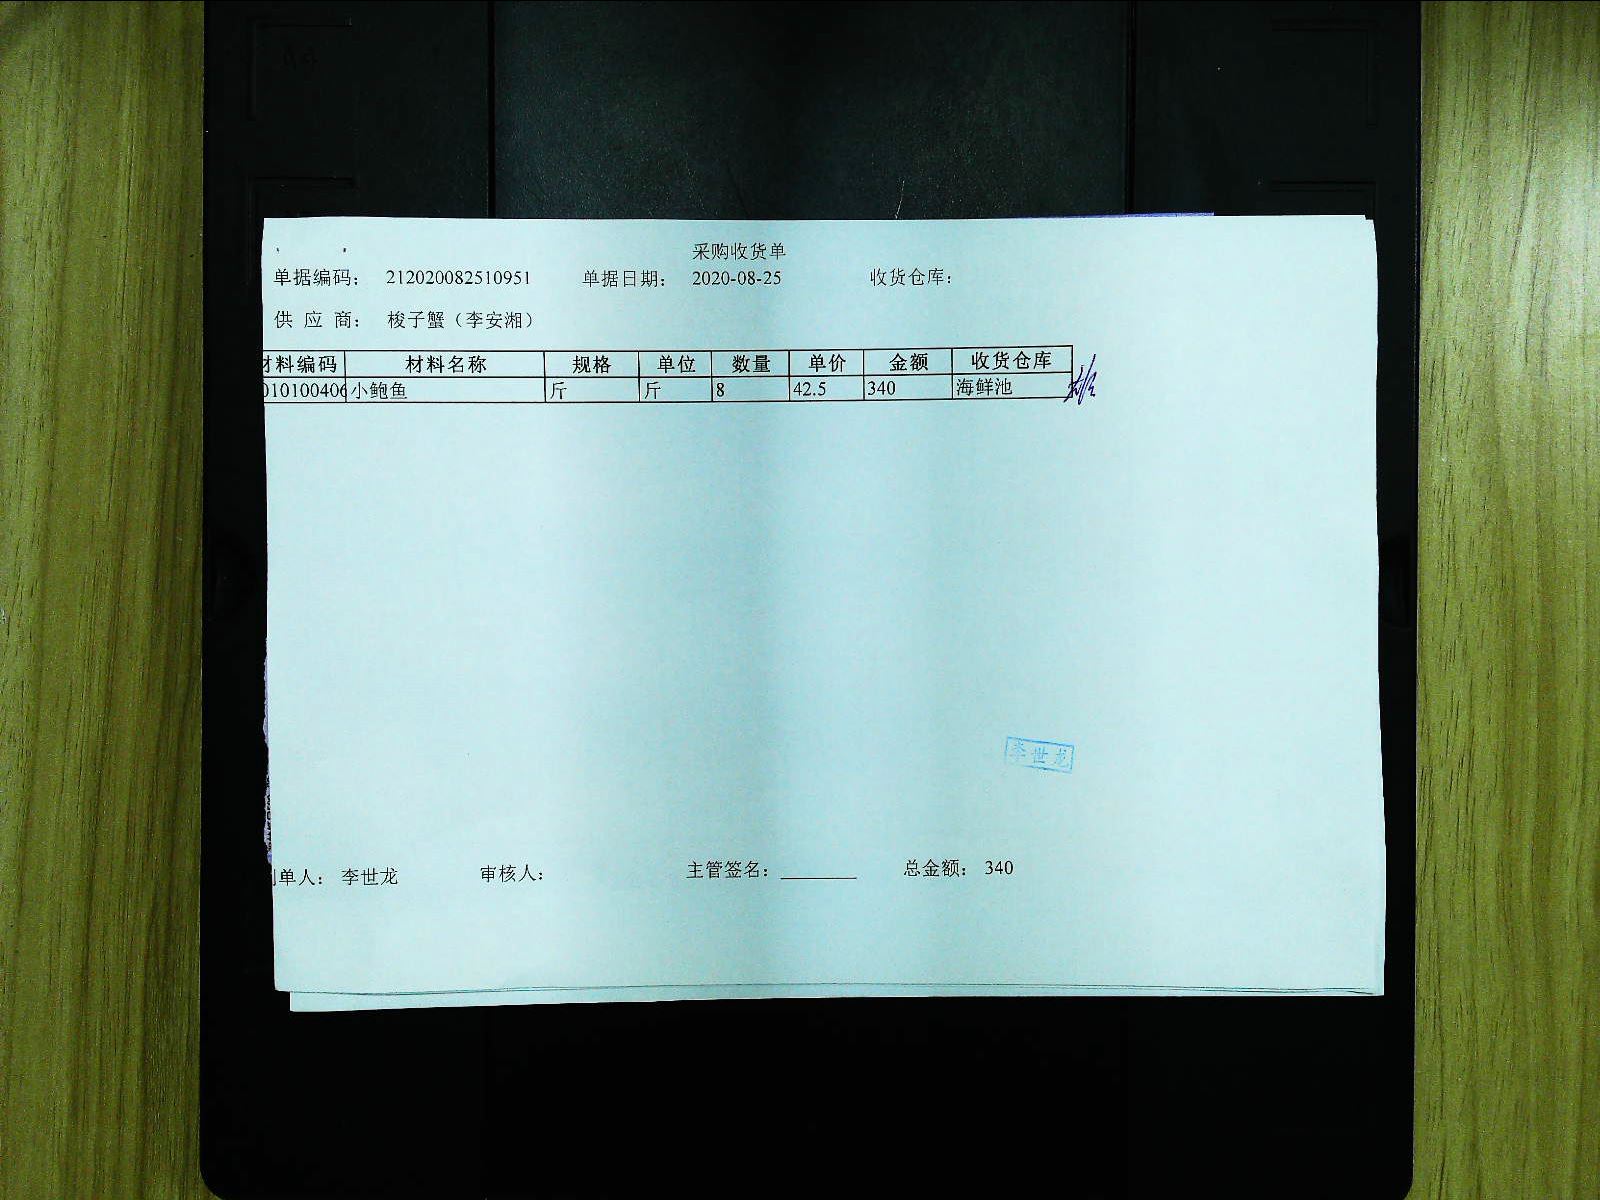 采购收货单
单据编码： 212020082510951 单据日期： 2020-08-25 收货仓库：
供 应 商： 梭子蟹（李安湘）
材料编码 材料名称 规格 单位 数量 单价 金额 收货仓库
010100406 小鲍鱼 斤 斤 8 42.5 340 海鲜池
李世龙
制单人： 李世龙 审核人： 主管签名： ________ 总金额： 340